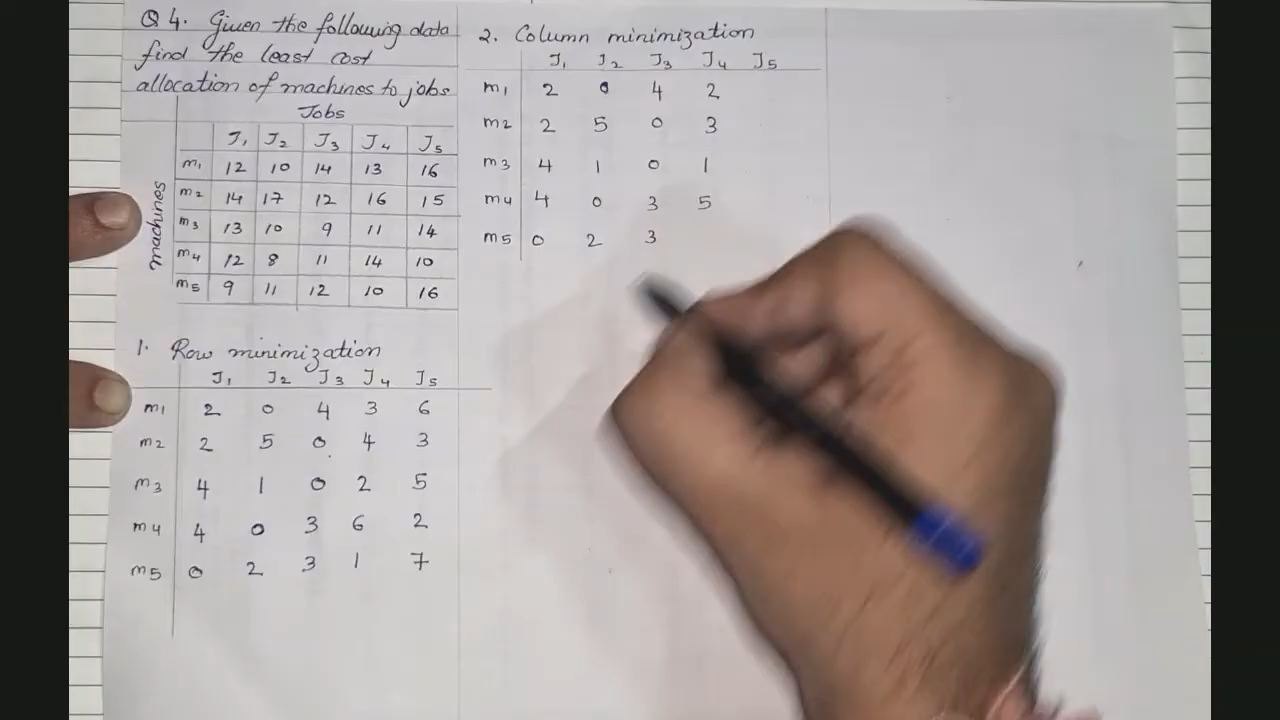 Q 4. Given the following data
find the least cost
allocation of machines to jobs
Jobs
machines
J1 J2 J3 J4 J5
m1 12 10 14 13 16
m2 14 17 12 16 15
m3 13 10 9 11 14
m4 12 8 11 14 10
m5 9 11 12 10 16
1. Row minimization
J1 J2 J3 J4 J5
m1 2 0 4 3 6
m2 2 5 0 4 3
m3 4 1 0 2 5
m4 4 0 3 6 2
m5 0 2 3 1 7
2. Column minimization
J1 J2 J3 J4 J5
m1 2 0 4 2
m2 2 5 0 3
m3 4 1 0 1
m4 4 0 3 5
m5 0 2 3